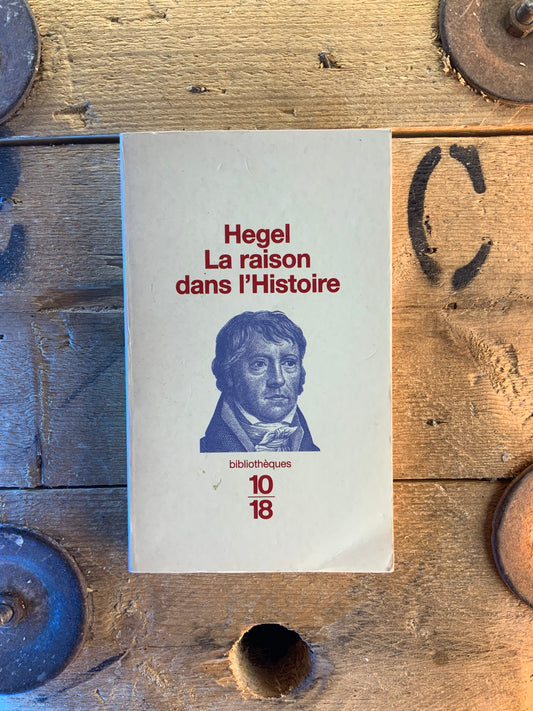 Hegel
La raison
dans l'Histoire
bibliothèques
10
18
C